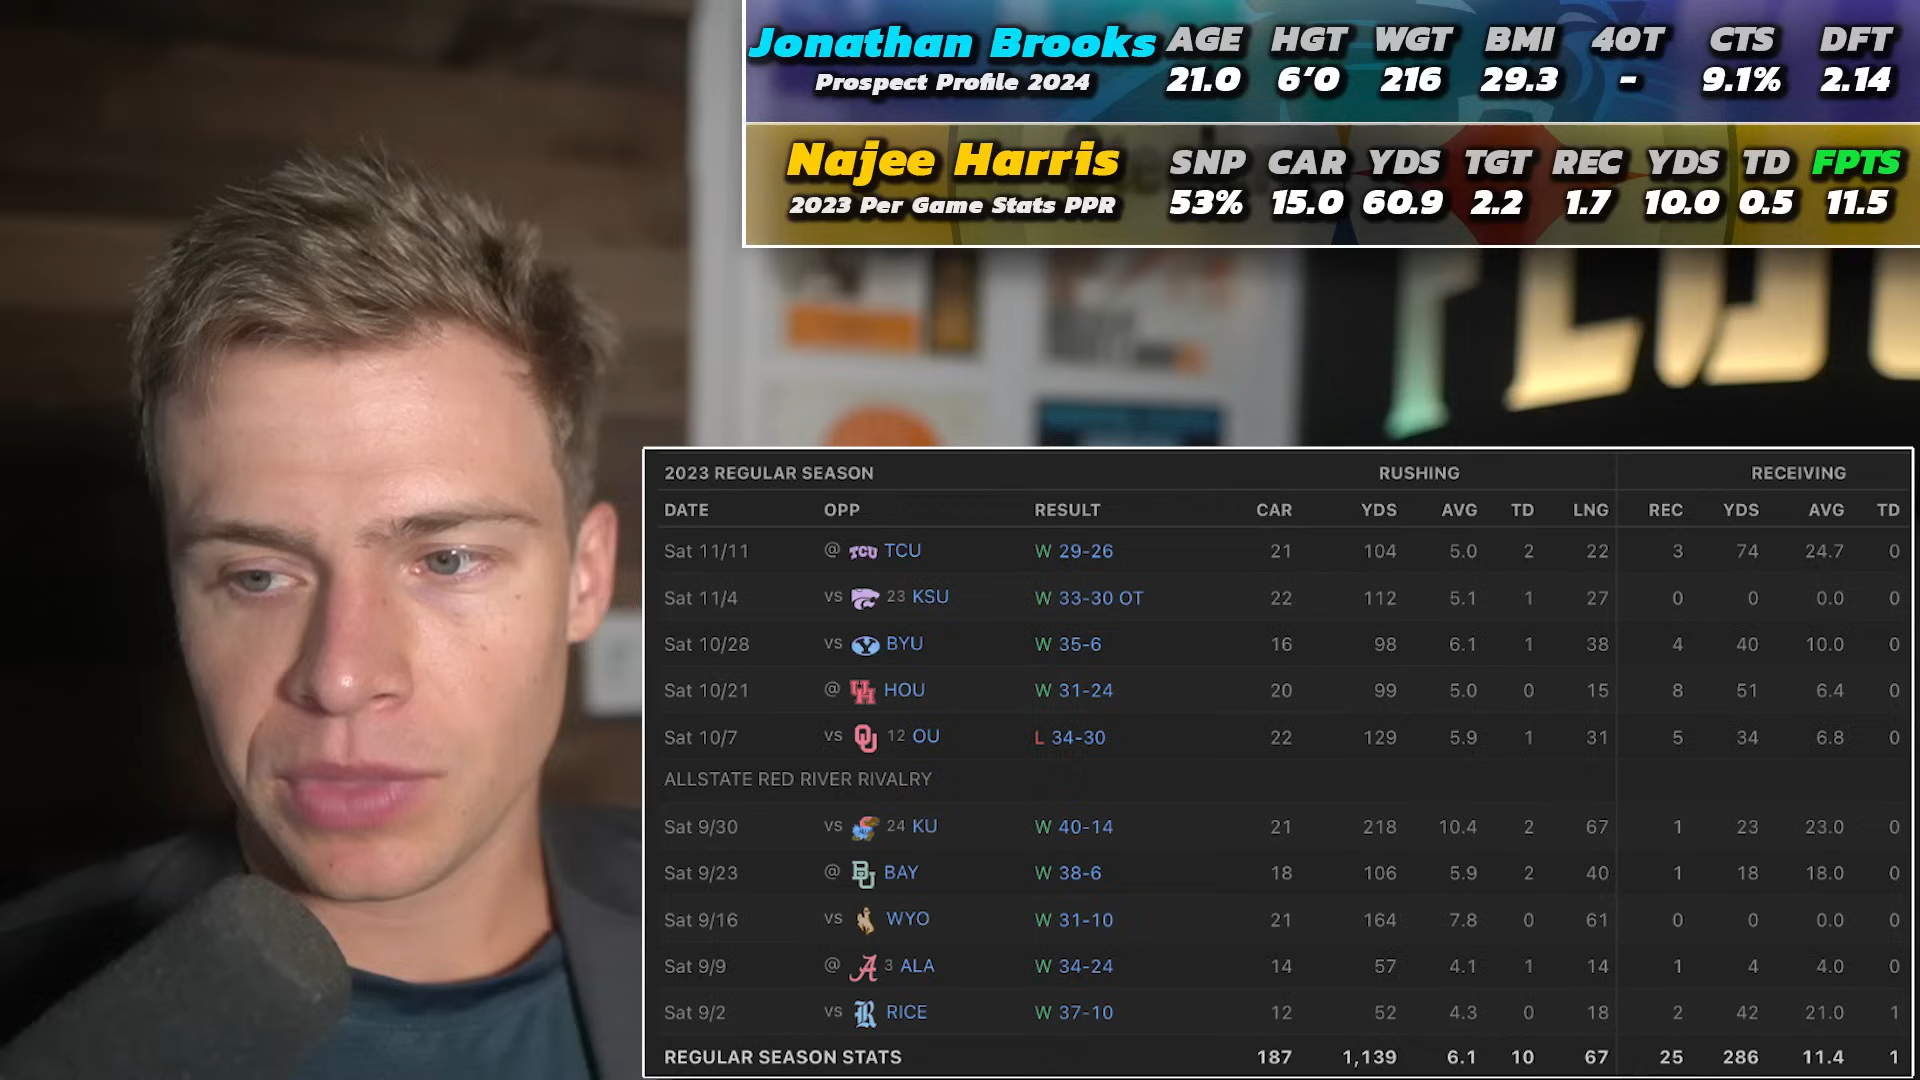 Jonathan Brooks AGE HGT WGT BMI 40T CTS DFT
Prospect Profile 2024 21.0 6’0 216 29.3 - 9.1% 2.14
Najee Harris SNP CAR YDS TGT REC YDS TD FPTS
2023 Per Game Stats PPR 53% 15.0 60.9 2.2 1.7 10.0 0.5 11.5
2023 REGULAR SEASON RUSHING RECEIVING
DATE OPP RESULT CAR YDS AVG TD LNG REC YDS AVG TD
Sat 11/11 @ TCU TCU W 29-26 21 104 5.0 2 22 3 74 24.7 0
Sat 11/4 vs 23 KSU W 33-30 OT 22 112 5.1 1 27 0 0 0.0 0
Sat 10/28 vs BYU W 35-6 16 98 6.1 1 38 4 40 10.0 0
Sat 10/21 @ HOU W 31-24 20 99 5.0 0 15 8 51 6.4 0
Sat 10/7 vs 12 OU L 34-30 22 129 5.9 1 31 5 34 6.8 0
ALLSTATE RED RIVER RIVALRY
Sat 9/30 vs 24 KU W 40-14 21 218 10.4 2 67 1 23 23.0 0
Sat 9/23 @ BAY W 38-6 18 106 5.9 2 40 1 18 18.0 0
Sat 9/16 vs WYO W 31-10 21 164 7.8 0 61 0 0 0.0 0
Sat 9/9 @ 3 ALA W 34-24 14 57 4.1 1 14 1 4 4.0 0
Sat 9/2 vs RICE W 37-10 12 52 4.3 0 18 2 42 21.0 1
REGULAR SEASON STATS 187 1,139 6.1 10 67 25 286 11.4 1